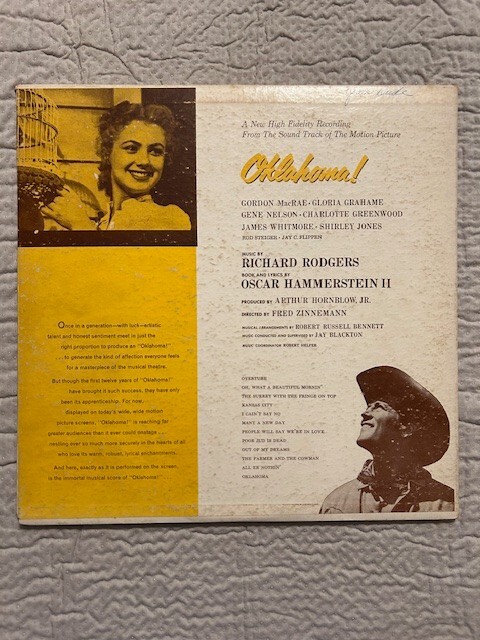 A New High Fidelity Recording
From The Sound Track of The Motion Picture
Oklahoma!
GORDON MacRAE · GLORIA GRAHAME
GENE NELSON · CHARLOTTE GREENWOOD
JAMES WHITMORE · SHIRLEY JONES
ROD STEIGER · JAY C. FLIPPEN
MUSIC BY
RICHARD RODGERS
BOOK AND LYRICS BY
OSCAR HAMMERSTEIN II
PRODUCED BY ARTHUR HORNBLOW, JR.
DIRECTED BY FRED ZINNEMANN
MUSICAL ARRANGEMENTS BY ROBERT RUSSELL BENNETT
MUSIC CONDUCTED AND SUPERVISED BY JAY BLACKTON
MUSIC COORDINATOR ROBERT HELFER
Once in a generation—with luck—artistic
talent and honest sentiment meet in just the
right proportion to produce an "Oklahoma!"
. . . to generate the kind of affection everyone feels
for a masterpiece of the musical theatre.
But though the first twelve years of "Oklahoma!"
have brought it such success, they have only
been its apprenticeship. For now,
displayed on today's wide, wide motion
picture screens, "Oklahoma!" is reaching far
greater audiences than it ever could onstage . . .
nestling ever so much more securely in the hearts of all
who love its warm, robust, lyrical enchantments.
And here, exactly as it is performed on the screen,
is the immortal musical score of "Oklahoma!"
OVERTURE
OH, WHAT A BEAUTIFUL MORNIN'
THE SURREY WITH THE FRINGE ON TOP
KANSAS CITY
I CAN'T SAY NO
MANY A NEW DAY
PEOPLE WILL SAY WE'RE IN LOVE
POOR JUD IS DEAD
OUT OF MY DREAMS
THE FARMER AND THE COWMAN
ALL ER NOTHIN'
OKLAHOMA